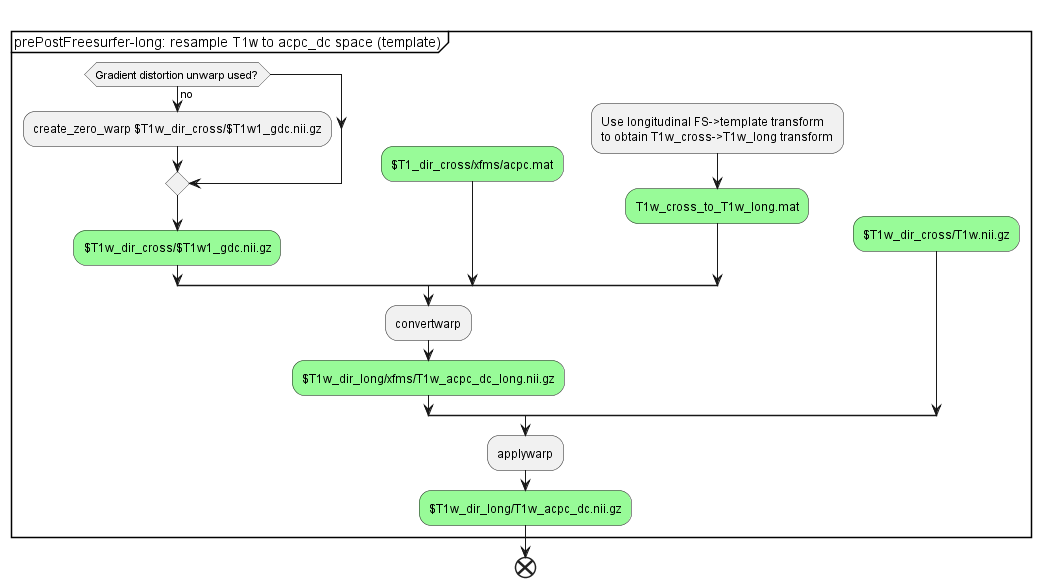 prePostFreesurfer-long: resample T1w to acpc_dc space (template)
Gradient distortion unwarp used?
no
create_zero_warp $T1w_dir_cross/$T1w1_gdc.nii.gz
$T1w_dir_cross/$T1w1_gdc.nii.gz
$T1_dir_cross/xfms/acpc.mat
Use longitudinal FS->template transform
to obtain T1w_cross->T1w_long transform
T1w_cross_to_T1w_long.mat
$T1w_dir_cross/T1w.nii.gz
convertwarp
$T1w_dir_long/xfms/T1w_acpc_dc_long.nii.gz
applywarp
$T1w_dir_long/T1w_acpc_dc.nii.gz